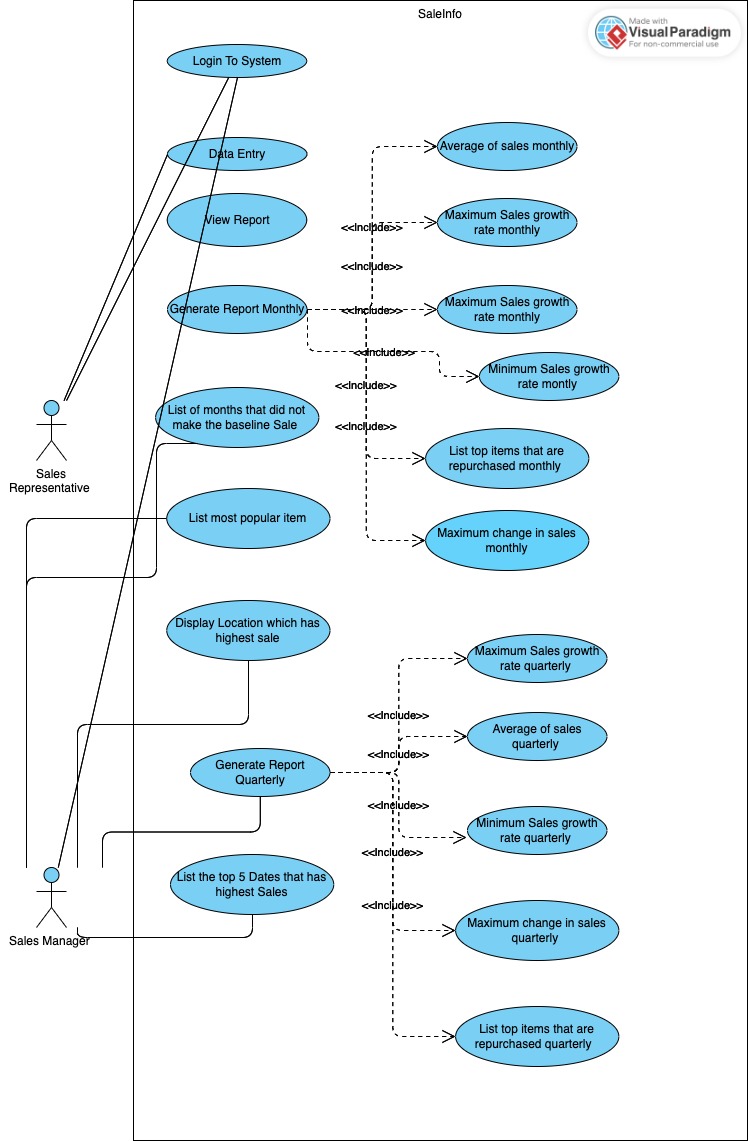 SaleInfo
Made with
VisualParadigm
For non-commercial use
Login To System
Data Entry
Average of sales monthly
View Report
Maximum Sales growth
rate monthly
<<Include>>
<<Include>>
Generate Report Monthly
<<Include>>
Maximum Sales growth
rate monthly
<<Include>>
Minimum Sales growth
rate montly
<<Include>>
List of months that did not
make the baseline Sale
<<Include>>
Sales
Representative
List top items that are
repurchased monthly
List most popular item
Maximum change in sales
monthly
Display Location which has
highest sale
Maximum Sales growth
rate quarterly
<<Include>>
Average of sales
quarterly
<<Include>>
Generate Report
Quarterly
<<Include>>
Minimum Sales growth
rate quarterly
<<Include>>
List the top 5 Dates that has
highest Sales
<<Include>>
Sales Manager
Maximum change in sales
quarterly
List top items that are
repurchased quarterly